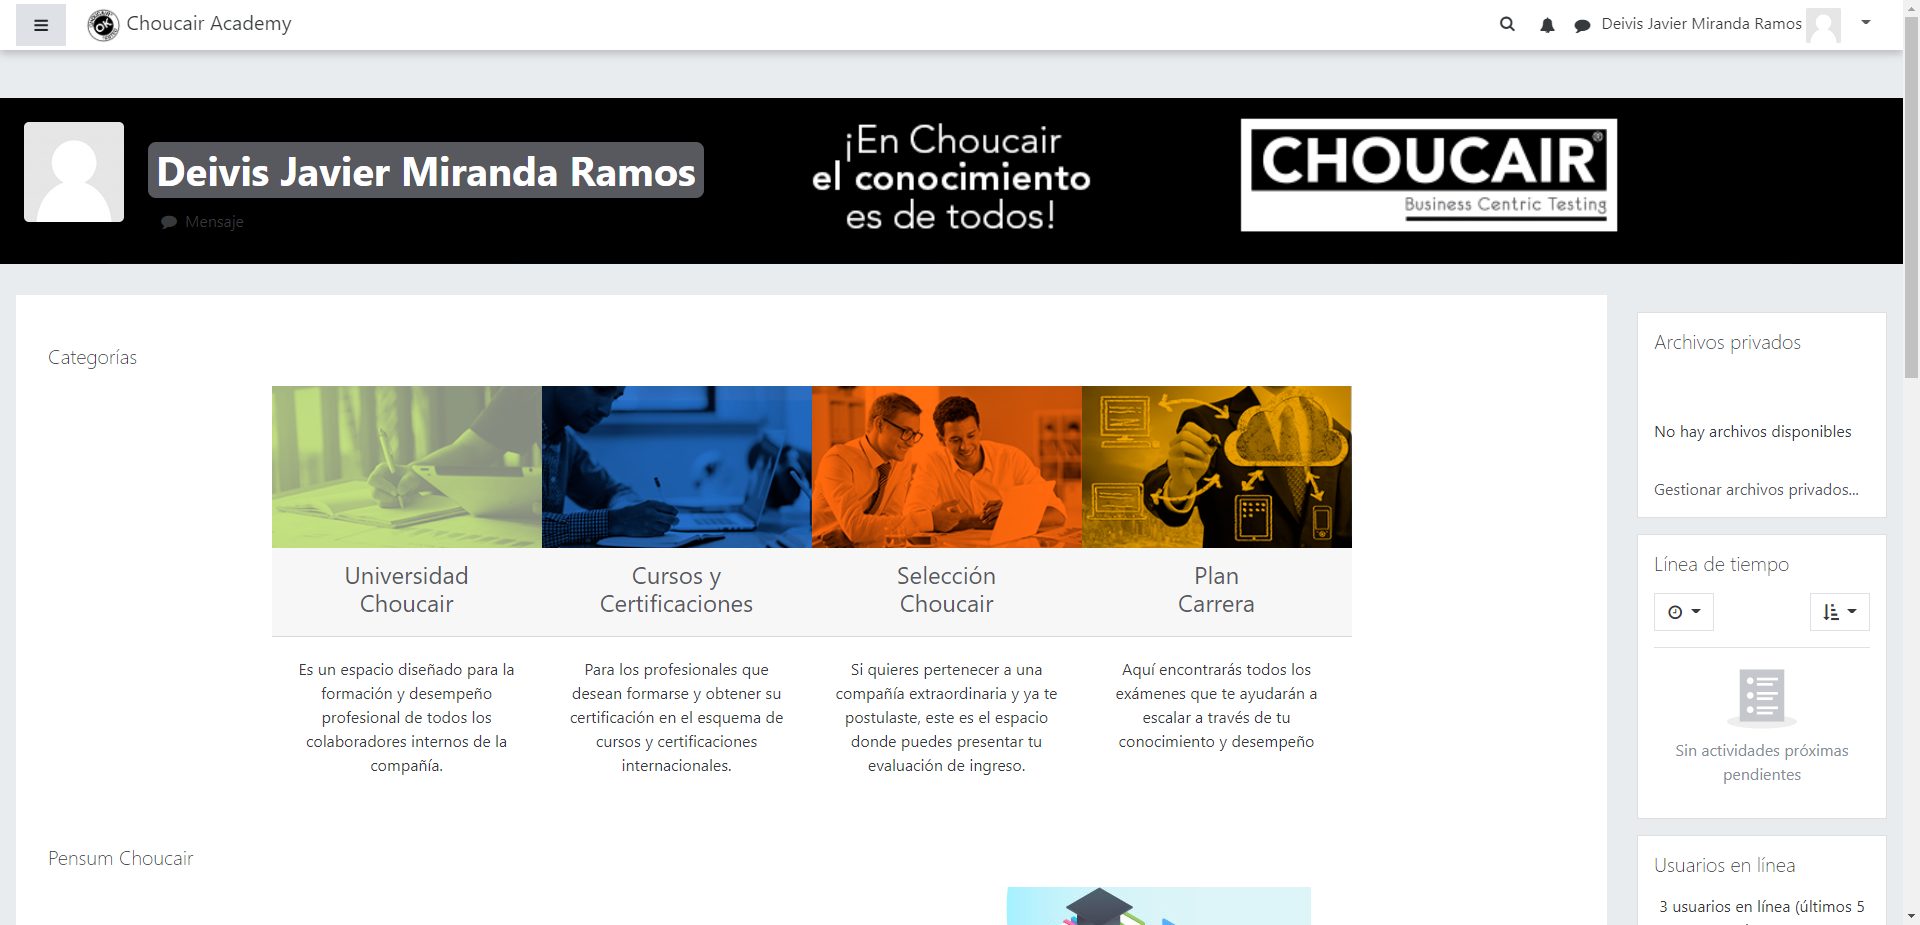 Choucair Academy
Deivis Javier Miranda Ramos
Deivis Javier Miranda Ramos
Mensaje
¡En Choucair
el conocimiento
es de todos!
CHOUCAIR®
Business Centric Testing
Categorías
Universidad
Choucair
Es un espacio diseñado para la
formación y desempeño
profesional de todos los
colaboradores internos de la
compañía.
Cursos y
Certificaciones
Para los profesionales que
desean formarse y obtener su
certificación en el esquema de
cursos y certificaciones
internacionales.
Selección
Choucair
Si quieres pertenecer a una
compañía extraordinaria y ya te
postulaste, este es el espacio
donde puedes presentar tu
evaluación de ingreso.
Plan
Carrera
Aquí encontrarás todos los
exámenes que te ayudarán a
escalar a través de tu
conocimiento y desempeño
Pensum Choucair
Archivos privados
No hay archivos disponibles
Gestionar archivos privados...
Línea de tiempo
Sin actividades próximas
pendientes
Usuarios en línea
3 usuarios en línea (últimos 5